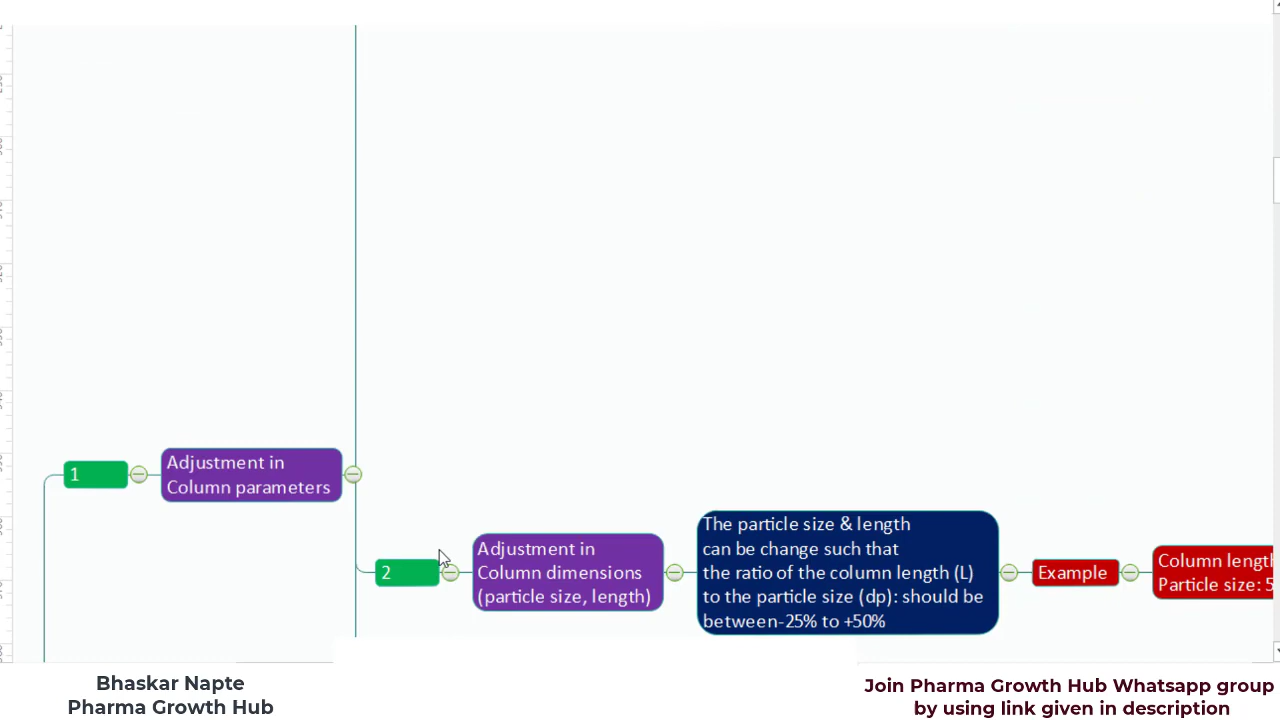 1
Adjustment in
Column parameters
2
Adjustment in
Column dimensions
(particle size, length)
The particle size & length
can be change such that
the ratio of the column length (L)
to the particle size (dp): should be
between-25% to +50%
Example
Column length
Particle size: 5
Bhaskar Napte
Pharma Growth Hub
Join Pharma Growth Hub Whatsapp group
by using link given in description